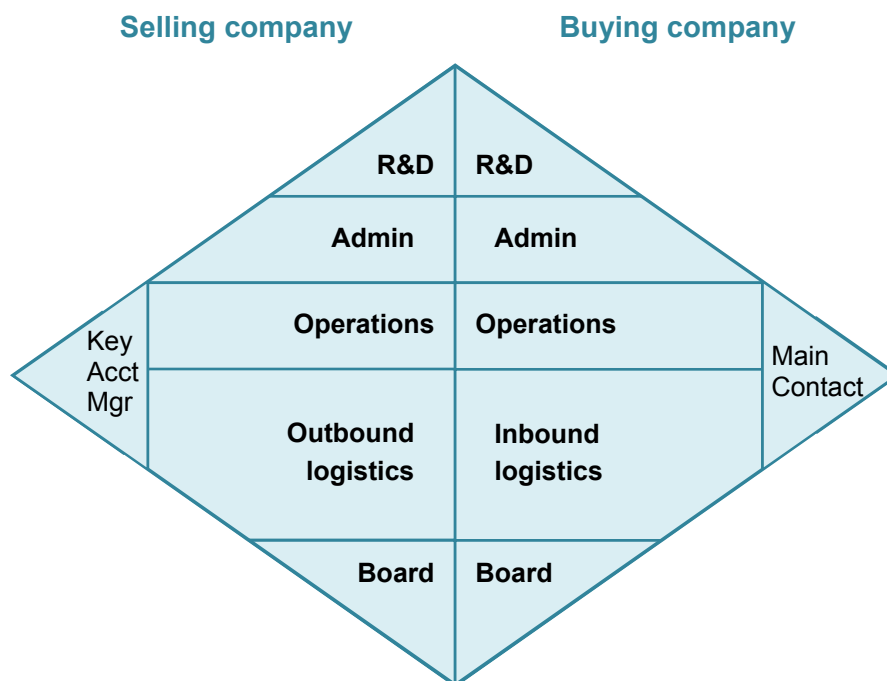 Selling company
Buying company
R&D
R&D
Admin
Admin
Operations
Operations
Key
Acct
Mgr
Main
Contact
Outbound
logistics
Inbound
logistics
Board
Board